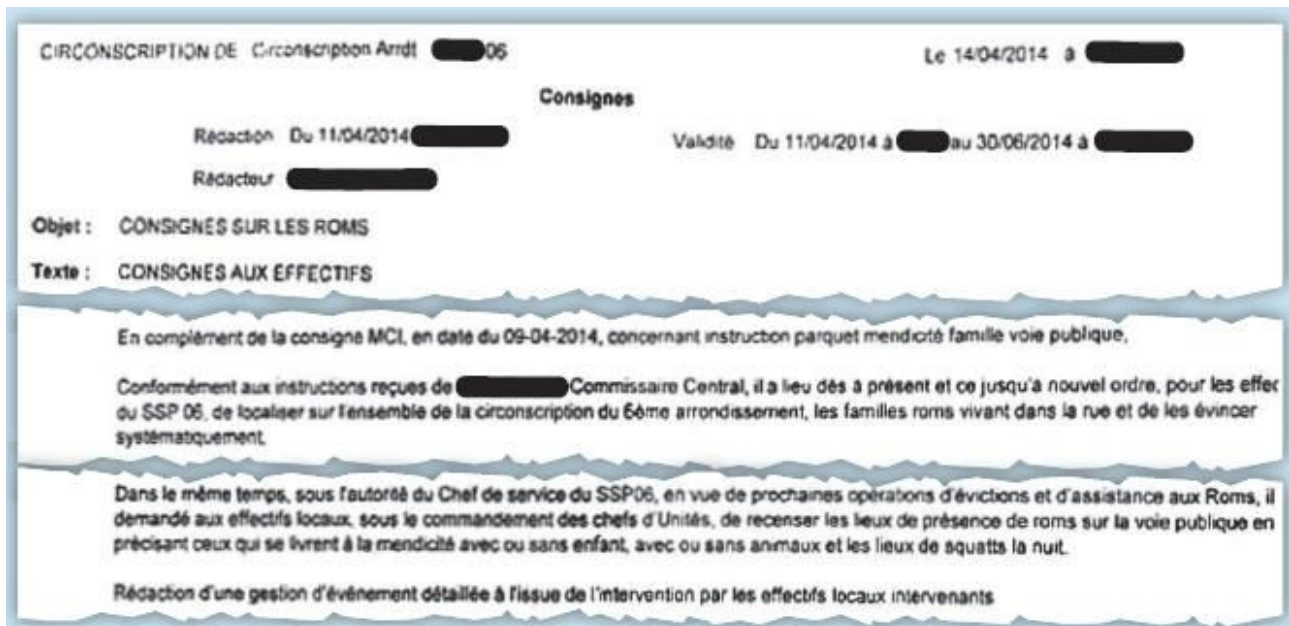 CIRCONSCRIPTION DE Circonscription Arrdt 06
Le 14/04/2014 à
Consignes
Rédaction Du 11/04/2014
Validité Du 11/04/2014 à au 30/06/2014 à
Rédacteur
Objet : CONSIGNES SUR LES ROMS
Texte : CONSIGNES AUX EFFECTIFS
En complément de la consigne MCI, en date du 09-04-2014, concernant instruction parquet mendicité famille voie publique,
Conformément aux instructions reçues de Commissaire Central, il a lieu dès à présent et ce jusqu'à nouvel ordre, pour les effec
du SSP 06, de localiser sur l'ensemble de la circonscription du 6ème arrondissement, les familles roms vivant dans la rue et de les évincer
systématiquement.
Dans le même temps, sous l'autorité du Chef de service du SSP06, en vue de prochaines opérations d'évictions et d'assistance aux Roms, il
demandé aux effectifs locaux, sous le commandement des chefs d'Unités, de recenser les lieux de présence de roms sur la voie publique en
précisant ceux qui se livrent à la mendicité avec ou sans enfant, avec ou sans animaux et les lieux de squatts la nuit.
Rédaction d'une gestion d'événement détaillée à l'issue de l'intervention par les effectifs locaux intervenants